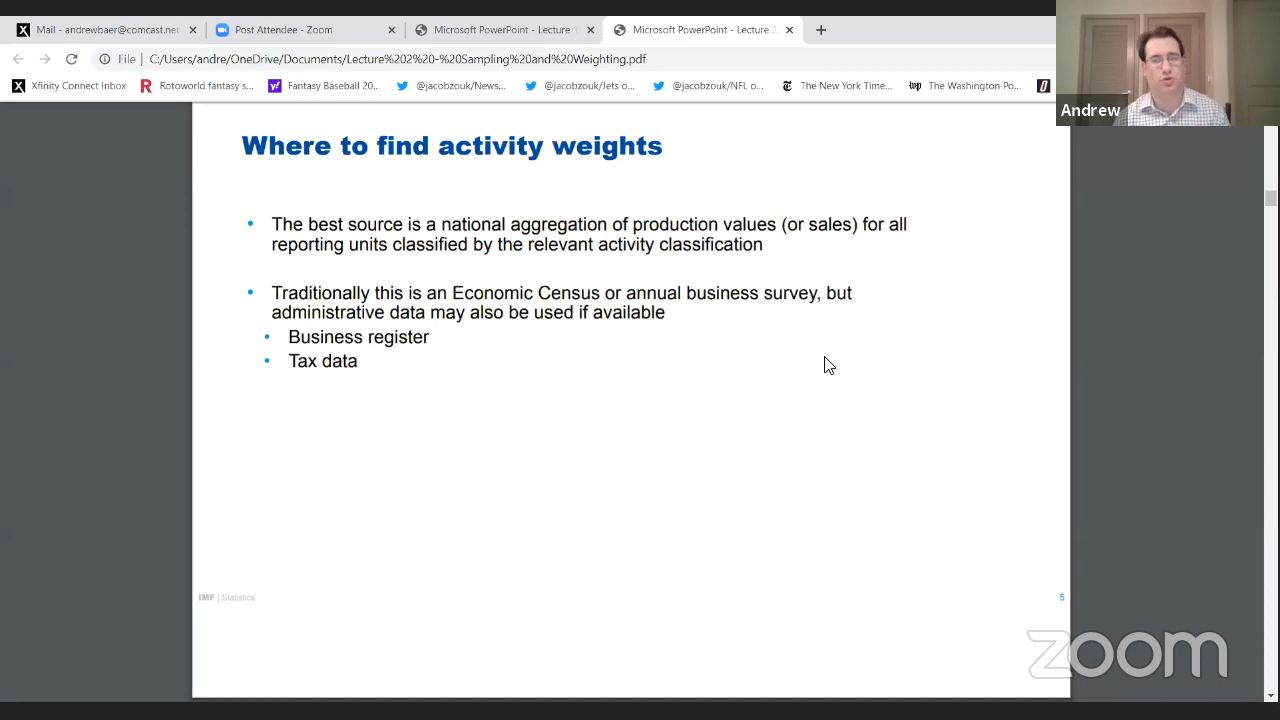 Mail - andrewbaer@comcast.net
Post Attendee - Zoom
Microsoft PowerPoint - Lecture 1
Microsoft PowerPoint - Lecture 2
File | C:/Users/andre/OneDrive/Documents/Lecture%202%20-%20Sampling%20and%20Weighting.pdf
Xfinity Connect Inbox
Rotoworld fantasy s...
Fantasy Baseball 20...
@jacobzouk/News...
@jacobzouk/Jets o...
@jacobzouk/NFL o...
The New York Time...
wp The Washington Po...
Andrew
Where to find activity weights
• The best source is a national aggregation of production values (or sales) for all
reporting units classified by the relevant activity classification
• Traditionally this is an Economic Census or annual business survey, but
administrative data may also be used if available
• Business register
• Tax data
IMF | Statistics
5
zoom